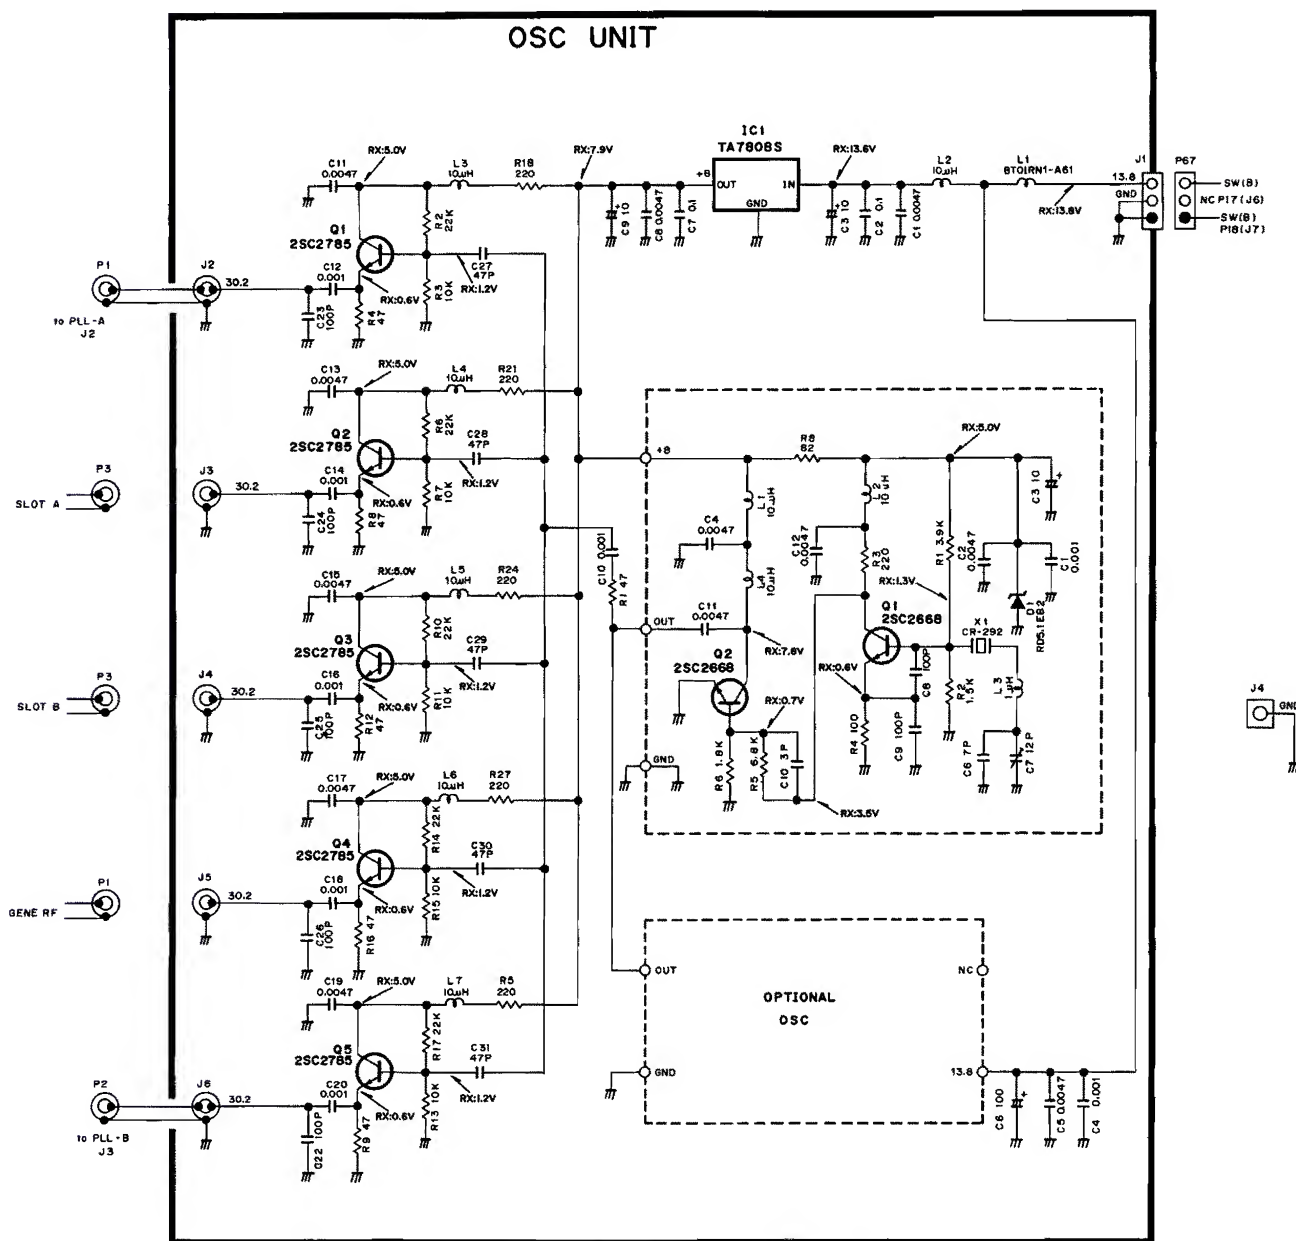 OSC UNIT
IC1
TA7808S
OUT
IN
GND
+8
RX:5.0V
C11
0.0047
L3
10µH
R18
220
RX:7.9V
C9 10
C8 0.0047
C7 0.1
RX:13.6V
C3 10
C2 0.1
C1 0.0047
L2
10µH
L1
BT01RN1-A61
RX:13.8V
J1
13.8
GND
P67
SW(B)
NC P17(J6)
SW(B)
P18(J7)
Q1
2SC2785
R2
22K
C27
47P
RX:1.2V
R3
10K
RX:0.6V
C12
0.001
R4
47
C23
100P
30.2
P1
J2
to PLL-A
J2
RX:5.0V
C13
0.0047
L4
10µH
R21
220
Q2
2SC2785
R6
22K
C28
47P
RX:1.2V
R7
10K
RX:0.6V
C14
0.001
R8
47
C24
100P
30.2
P3
J3
SLOT A
RX:5.0V
C15
0.0047
L5
10µH
R24
220
Q3
2SC2785
R10
22K
C29
47P
RX:1.2V
R11
10K
RX:0.6V
C16
0.001
R12
47
C25
100P
30.2
P3
J4
SLOT B
RX:5.0V
C17
0.0047
L6
10µH
R27
220
Q4
2SC2785
R14 22K
C30
47P
RX:1.2V
R15 10K
RX:0.6V
C18
0.001
R16 47
C26
100P
30.2
P1
J5
GENE RF
RX:5.0V
C19
0.0047
L7
10µH
R5
220
Q5
2SC2785
R17 22K
C31
47P
RX:1.2V
R13 10K
RX:0.6V
C20
0.001
R9 47
C22 100P
30.2
P2
J6
to PLL-B
J3
C10 0.001
R1 47
+8
R8
82
RX:5.0V
L1
10µH
C4
0.0047
L4
10µH
C12
0.0047
L2
10µH
R3
220
R1 3.9K
C2
0.0047
C3 10
C1
0.001
D1
RD5.1EB2
RX:1.3V
OUT
C11
0.0047
RX:7.6V
Q2
2SC2668
Q1
2SC2668
X1
CR-292
RX:0.6V
C8
100P
R2
1.5K
L3
1µH
RX:0.7V
R4 100
C9 100P
C6 7P
C7 12P
GND
R6 1.8K
R5 6.8K
C10 3P
RX:3.5V
J4
GND
OUT
NC
OPTIONAL
OSC
GND
13.8
C6 100
C5 0.0047
C4 0.001